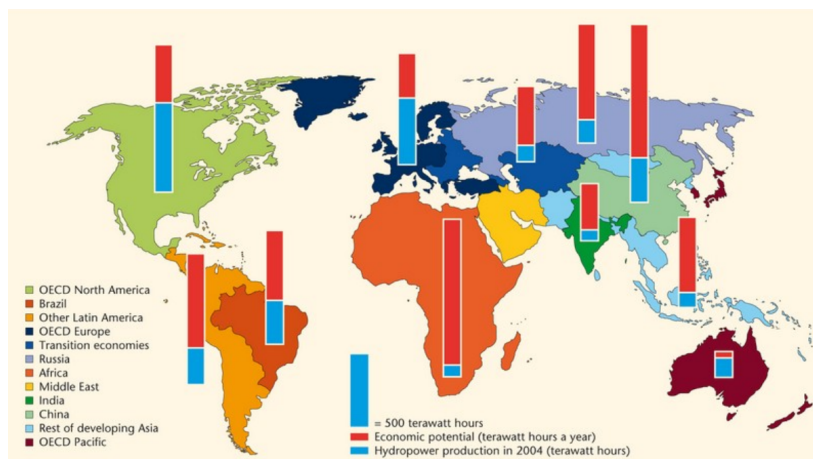 OECD North America
Brazil
Other Latin America
OECD Europe
Transition economies
Russia
Africa
Middle East
India
China
Rest of developing Asia
OECD Pacific
= 500 terawatt hours
Economic potential (terawatt hours a year)
Hydropower production in 2004 (terawatt hours)